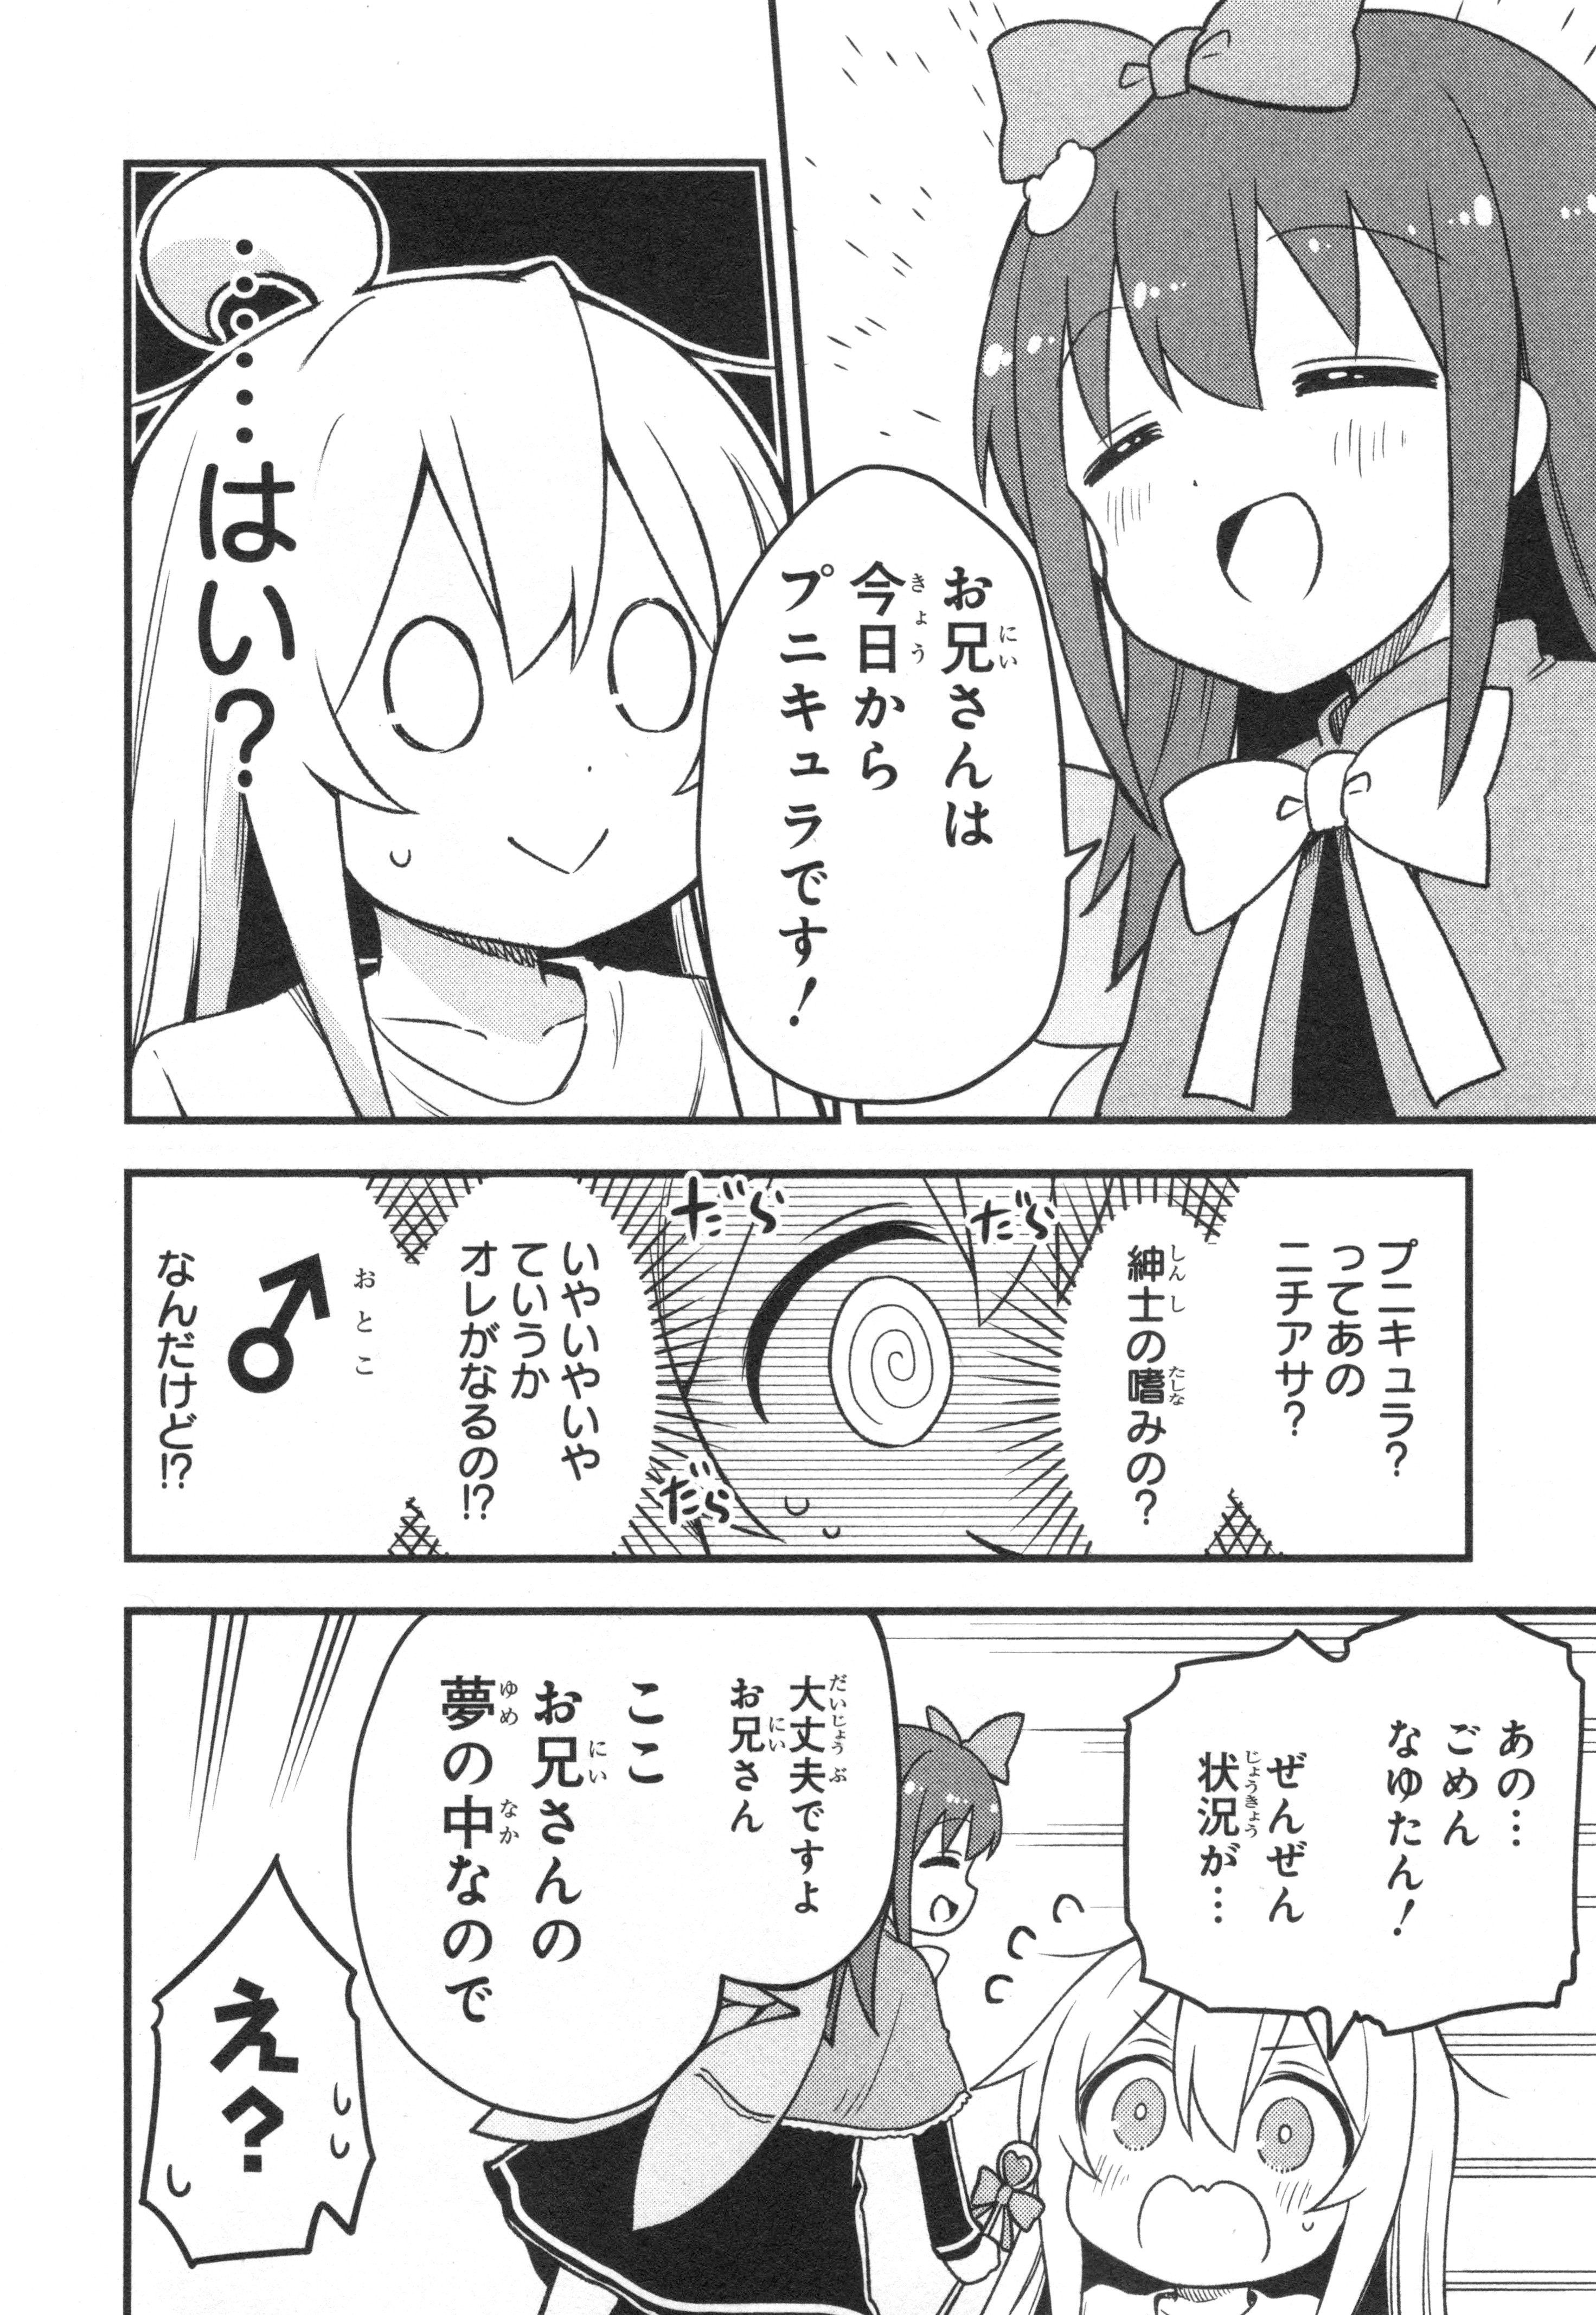 お兄さんは
今日から
プニキュラです!
……はい?
プニキュラ?
ってあの
ニチアサ?
紳士の嗜みの?
だら
だら
だら
いやいやいや
ていうか
オレがなるの!?
♂
なんだけど!?
あの…
ごめん
なゆたん!
ぜんぜん
状況が…
大丈夫ですよ
お兄さん
ここ
お兄さんの
夢の中なので
え?